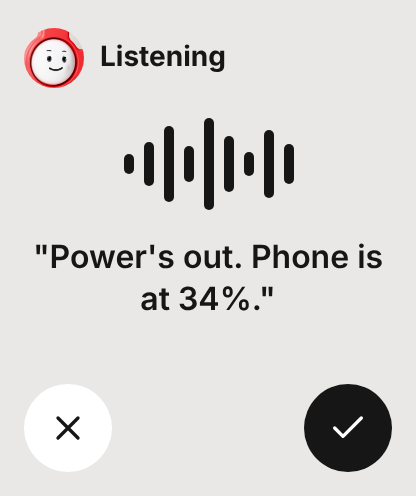 Listening
"Power's out. Phone is
at 34%."